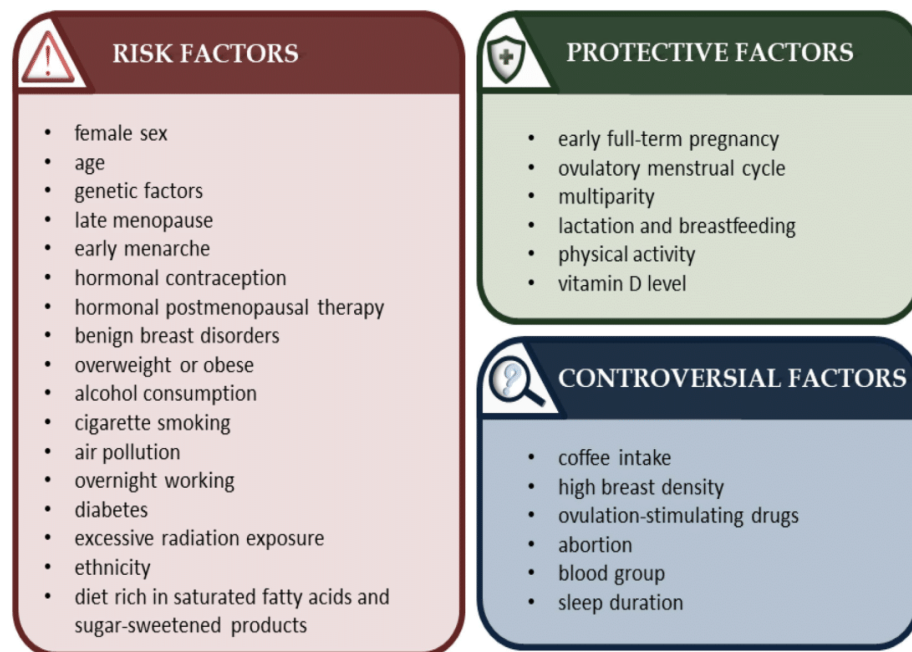 RISK FACTORS
• female sex
• age
• genetic factors
• late menopause
• early menarche
• hormonal contraception
• hormonal postmenopausal therapy
• benign breast disorders
• overweight or obese
• alcohol consumption
• cigarette smoking
• air pollution
• overnight working
• diabetes
• excessive radiation exposure
• ethnicity
• diet rich in saturated fatty acids and
sugar-sweetened products
PROTECTIVE FACTORS
• early full-term pregnancy
• ovulatory menstrual cycle
• multiparity
• lactation and breastfeeding
• physical activity
• vitamin D level
CONTROVERSIAL FACTORS
• coffee intake
• high breast density
• ovulation-stimulating drugs
• abortion
• blood group
• sleep duration